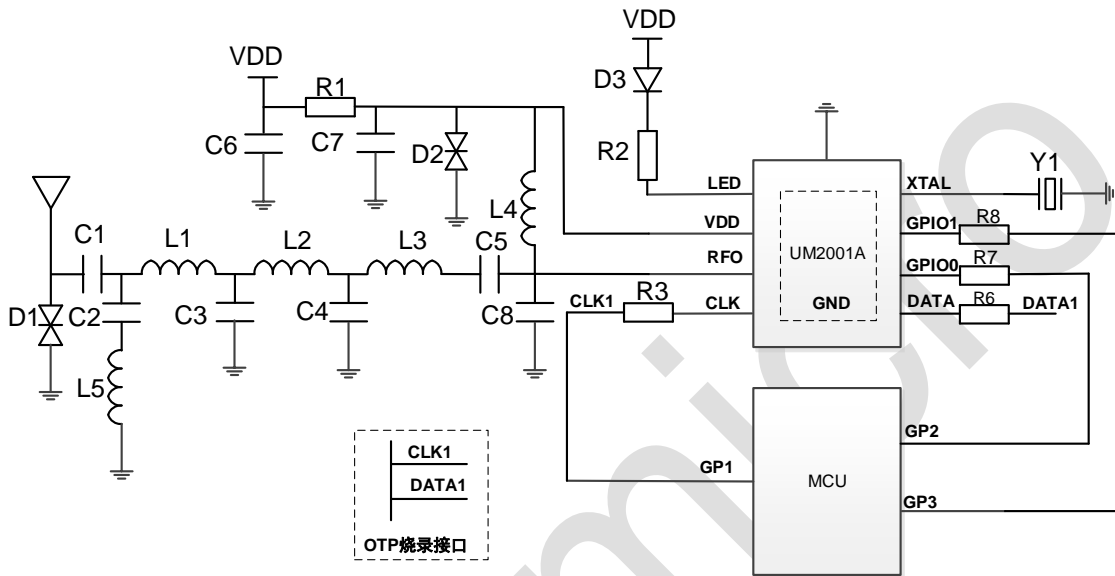 VDD
VDD
R1
D3
C6
C7
D2
R2
L4
LED
XTAL
Y1
VDD
GPIO1
R8
C1
L1
L2
L3
C5
RFO
UM2001A
GPIO0
R7
D1
C2
C3
C4
C8
CLK1
R3
CLK
GND
DATA
R6
DATA1
L5
CLK1
DATA1
OTP烧录接口
GP1
MCU
GP2
GP3
micro